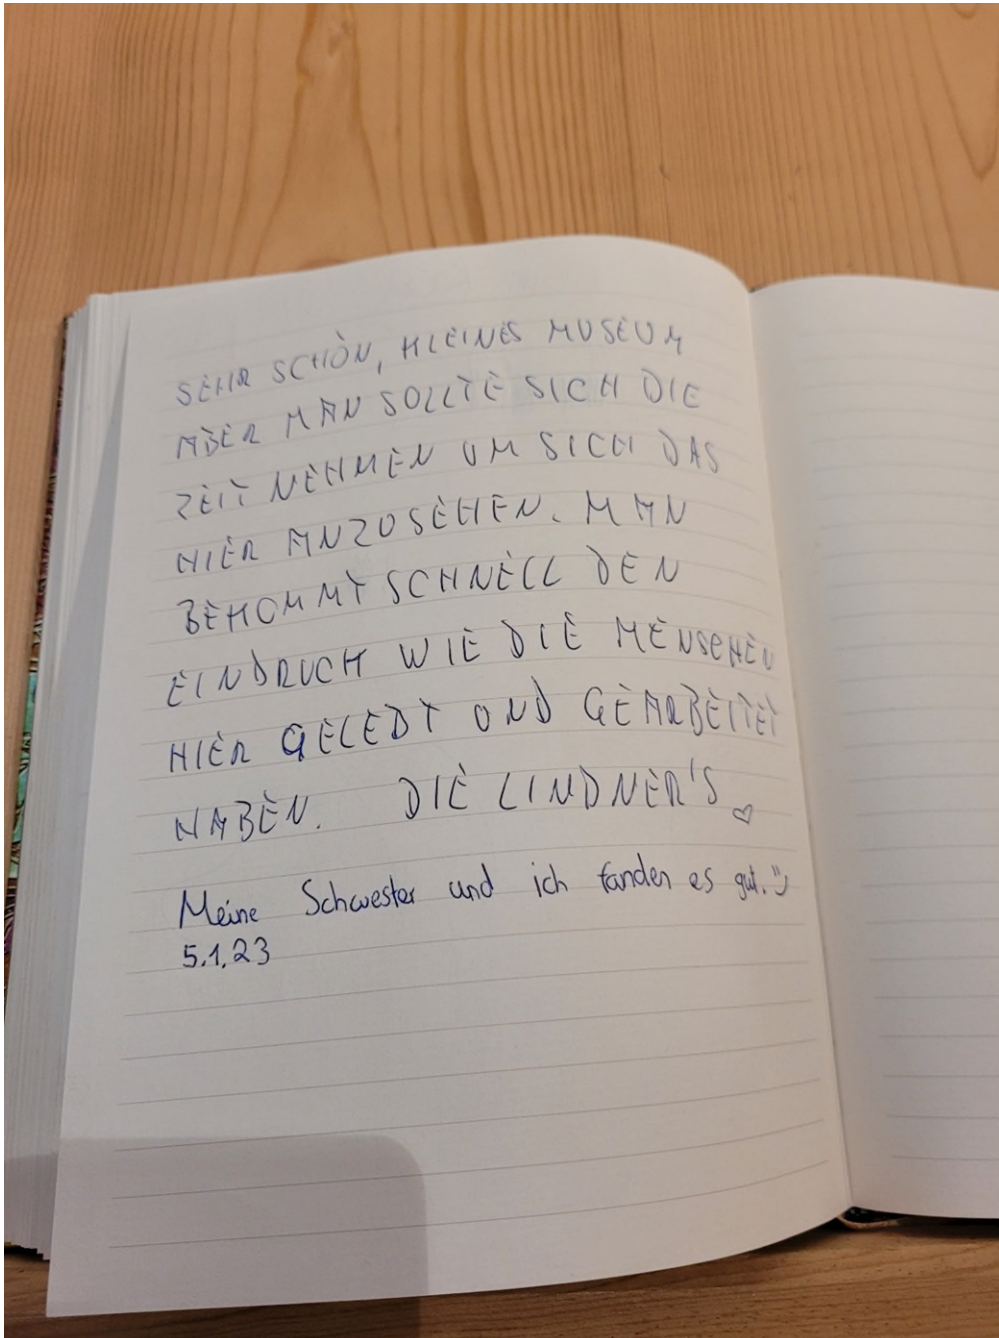 SEHR SCHÖN, KLEINES MUSEUM
ABER MAN SOLLTE SICH DIE
ZEIT NEHMEN UM SICH DAS
HIER ANZUSEHEN. MAN
BEKOMMT SCHNELL DEN
EINDRUCK WIE DIE MENSCHEN
HIER GELEBT UND GEARBEITET
HABEN. DIE LINDNER'S ♡
Meine Schwester und ich fanden es gut. :)
5.1.23